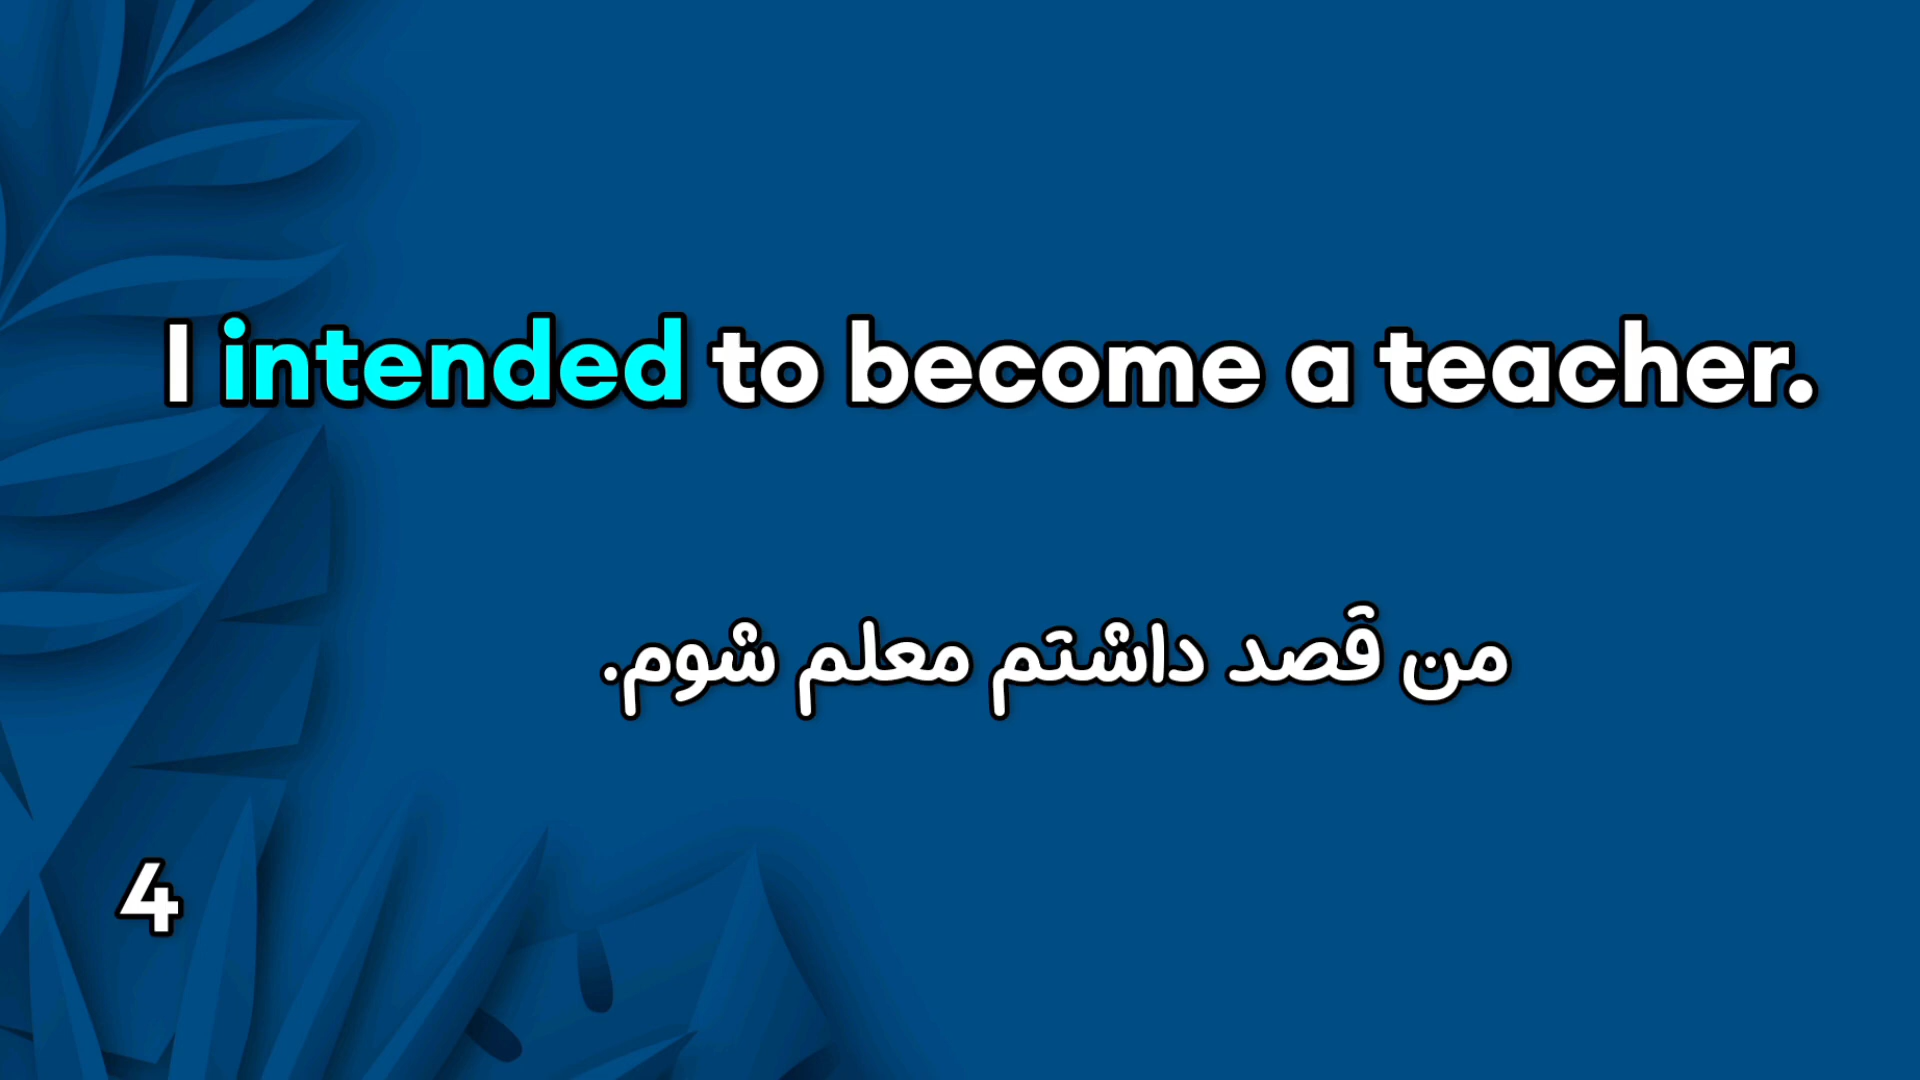 I intended to become a teacher.
من قصد داشتم معلم شوم.
4